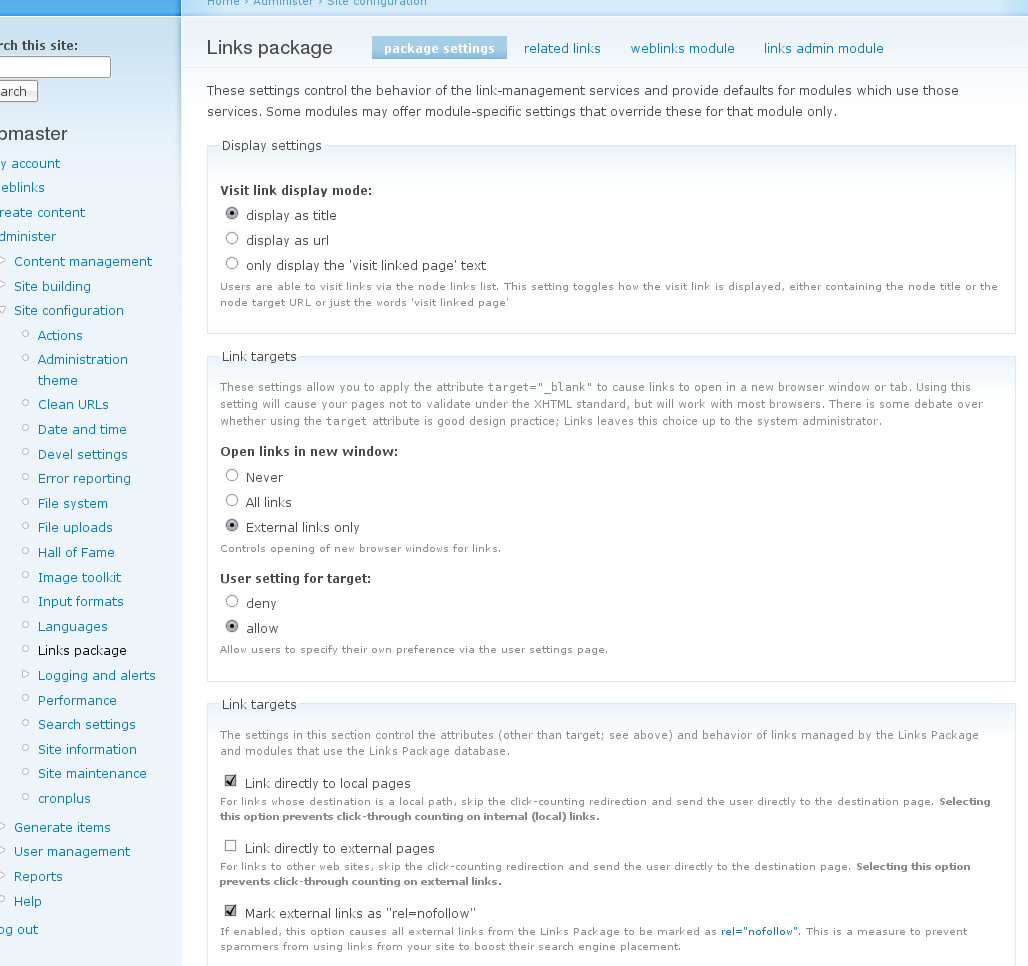 Home › Administer › Site configuration
rch this site:
arch
bmaster
y account
eblinks
reate content
dminister
Content management
Site building
Site configuration
Actions
Administration
theme
Clean URLs
Date and time
Devel settings
Error reporting
File system
File uploads
Hall of Fame
Image toolkit
Input formats
Languages
Links package
Logging and alerts
Performance
Search settings
Site information
Site maintenance
cronplus
Generate items
User management
Reports
Help
og out
Links package package settings related links weblinks module links admin module
These settings control the behavior of the link-management services and provide defaults for modules which use those
services. Some modules may offer module-specific settings that override these for that module only.
Display settings
Visit link display mode:
display as title
display as url
only display the 'visit linked page' text
Users are able to visit links via the node links list. This setting toggles how the visit link is displayed, either containing the node title or the
node target URL or just the words 'visit linked page'
Link targets
These settings allow you to apply the attribute target="_blank" to cause links to open in a new browser window or tab. Using this
setting will cause your pages not to validate under the XHTML standard, but will work with most browsers. There is some debate over
whether using the target attribute is good design practice; Links leaves this choice up to the system administrator.
Open links in new window:
Never
All links
External links only
Controls opening of new browser windows for links.
User setting for target:
deny
allow
Allow users to specify their own preference via the user settings page.
Link targets
The settings in this section control the attributes (other than target; see above) and behavior of links managed by the Links Package
and modules that use the Links Package database.
Link directly to local pages
For links whose destination is a local path, skip the click-counting redirection and send the user directly to the destination page. Selecting
this option prevents click-through counting on internal (local) links.
Link directly to external pages
For links to other web sites, skip the click-counting redirection and send the user directly to the destination page. Selecting this option
prevents click-through counting on external links.
Mark external links as "rel=nofollow"
If enabled, this option causes all external links from the Links Package to be marked as rel="nofollow". This is a measure to prevent
spammers from using links from your site to boost their search engine placement.